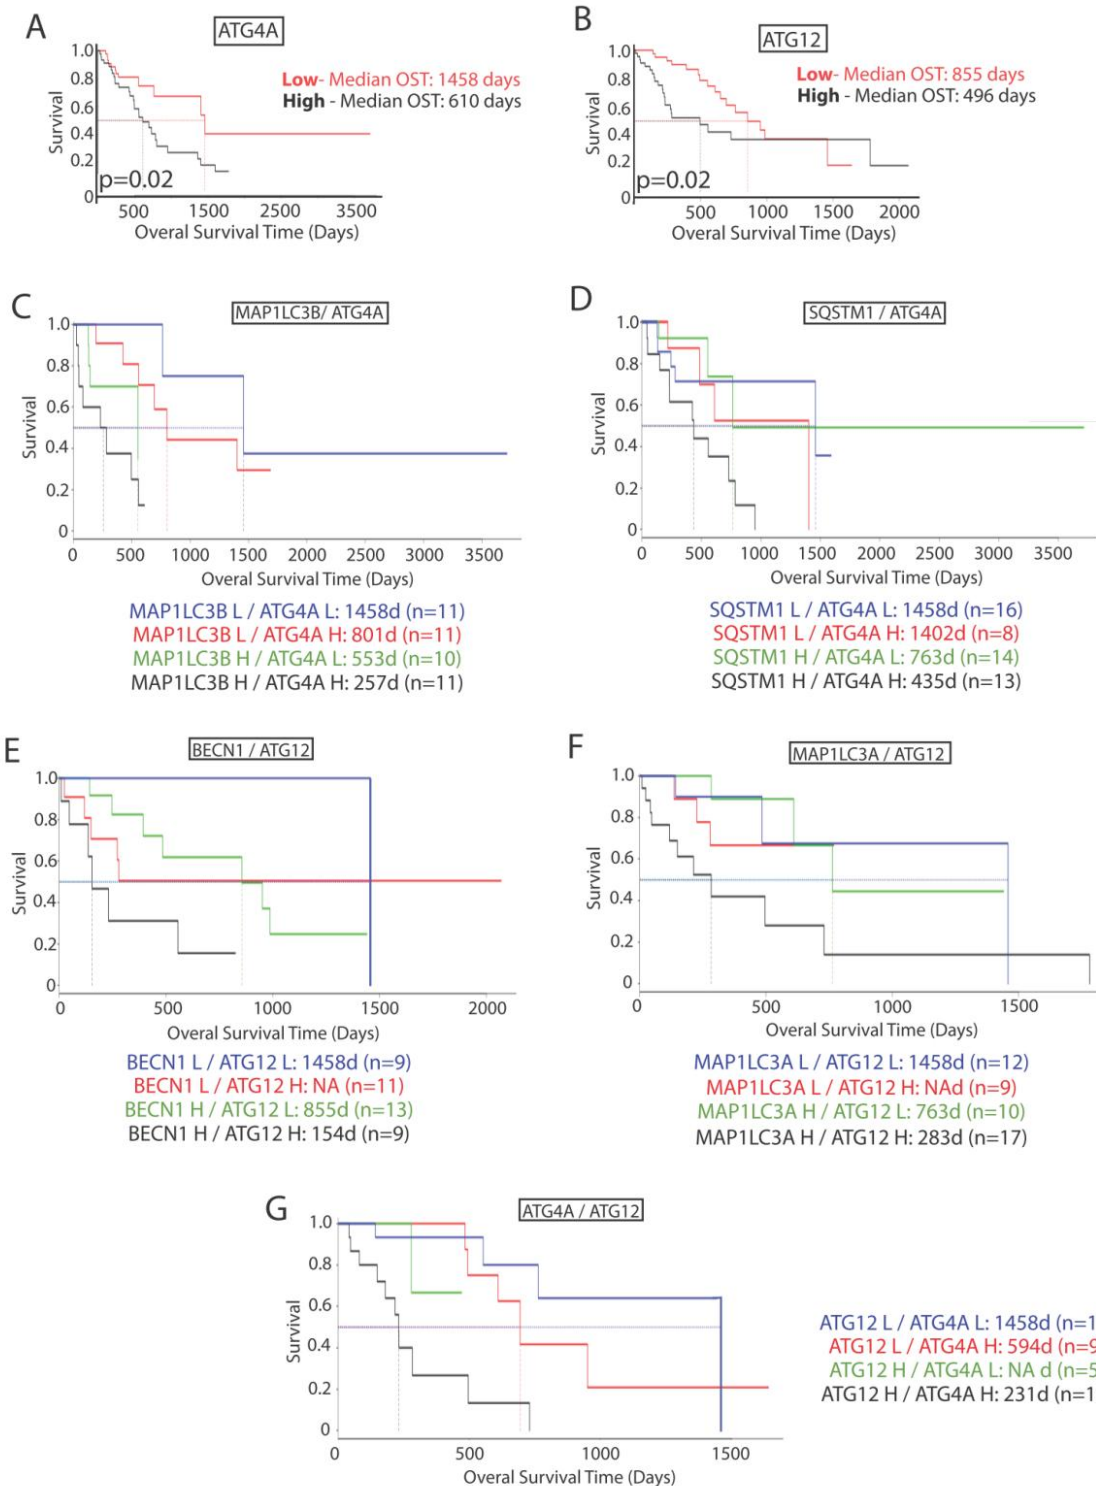 A
ATG4A
1.0
0.8
0.6
0.4
0.2
0
Survival
Low- Median OST: 1458 days
High - Median OST: 610 days
p=0.02
500 1500 2500 3500
Overal Survival Time (Days)
B
ATG12
1.0
0.8
0.6
0.4
0.2
0
Survival
Low- Median OST: 855 days
High - Median OST: 496 days
p=0.02
500 1000 1500 2000
Overal Survival Time (Days)
C
MAP1LC3B/ ATG4A
1.0
0.8
0.6
0.4
0.2
0
Survival
0 500 1000 1500 2000 2500 3000 3500
Overal Survival Time (Days)
MAP1LC3B L / ATG4A L: 1458d (n=11)
MAP1LC3B L / ATG4A H: 801d (n=11)
MAP1LC3B H / ATG4A L: 553d (n=10)
MAP1LC3B H / ATG4A H: 257d (n=11)
D
SQSTM1 / ATG4A
1.0
0.8
0.6
0.4
0.2
0
Survival
0 500 1000 1500 2000 2500 3000 3500
Overal Survival Time (Days)
SQSTM1 L / ATG4A L: 1458d (n=16)
SQSTM1 L / ATG4A H: 1402d (n=8)
SQSTM1 H / ATG4A L: 763d (n=14)
SQSTM1 H / ATG4A H: 435d (n=13)
E
BECN1 / ATG12
1.0
0.8
0.6
0.4
0.2
0
Survival
0 500 1000 1500 2000
Overal Survival Time (Days)
BECN1 L / ATG12 L: 1458d (n=9)
BECN1 L / ATG12 H: NA (n=11)
BECN1 H / ATG12 L: 855d (n=13)
BECN1 H / ATG12 H: 154d (n=9)
F
MAP1LC3A / ATG12
1.0
0.8
0.6
0.4
0.2
0
Survival
0 500 1000 1500
Overal Survival Time (Days)
MAP1LC3A L / ATG12 L: 1458d (n=12)
MAP1LC3A L / ATG12 H: NAd (n=9)
MAP1LC3A H / ATG12 L: 763d (n=10)
MAP1LC3A H / ATG12 H: 283d (n=17)
G
ATG4A / ATG12
1.0
0.8
0.6
0.4
0.2
0
Survival
0 500 1000 1500
Overal Survival Time (Days)
ATG12 L / ATG4A L: 1458d (n=1
ATG12 L / ATG4A H: 594d (n=9
ATG12 H / ATG4A L: NA d (n=5
ATG12 H / ATG4A H: 231d (n=1